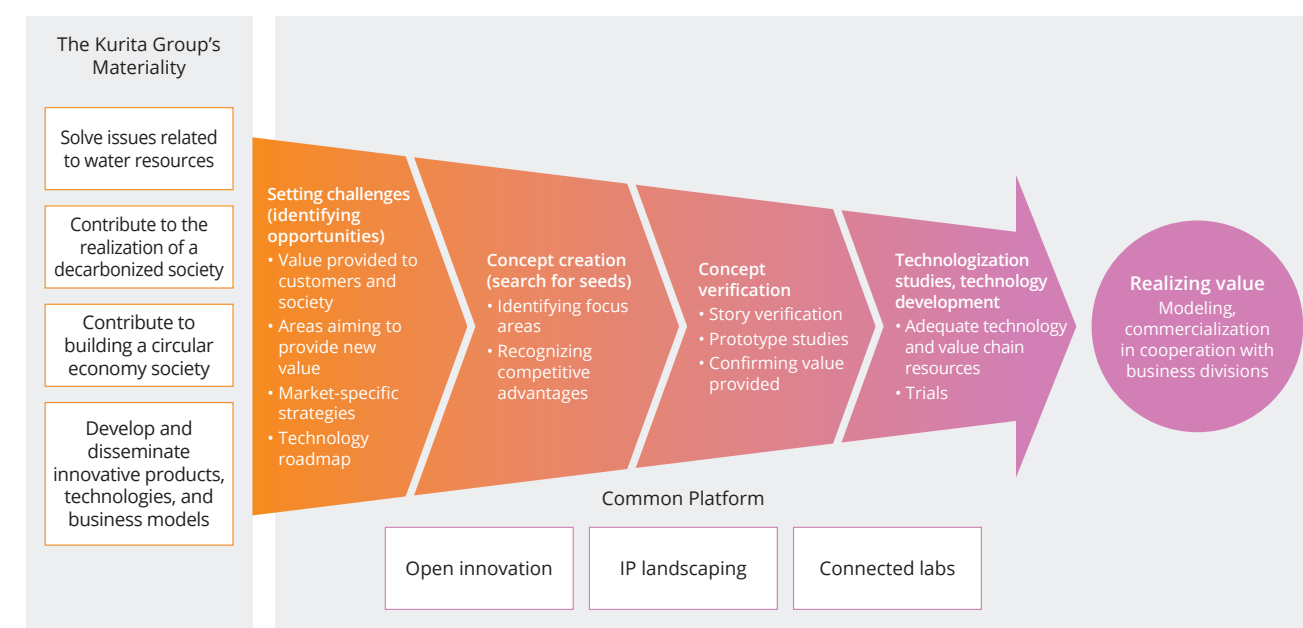 The Kurita Group’s
Materiality
Solve issues related
to water resources
Contribute to the
realization of a
decarbonized society
Contribute to
building a circular
economy society
Develop and
disseminate
innovative products,
technologies, and
business models
Setting challenges
(identifying
opportunities)
• Value provided to
customers and
society
• Areas aiming to
provide new
value
• Market-specific
strategies
• Technology
roadmap
Concept creation
(search for seeds)
• Identifying focus
areas
• Recognizing
competitive
advantages
Concept
verification
• Story verification
• Prototype studies
• Confirming value
provided
Technologization
studies, technology
development
• Adequate technology
and value chain
resources
• Trials
Realizing value
Modeling,
commercialization
in cooperation with
business divisions
Common Platform
Open innovation
IP landscaping
Connected labs